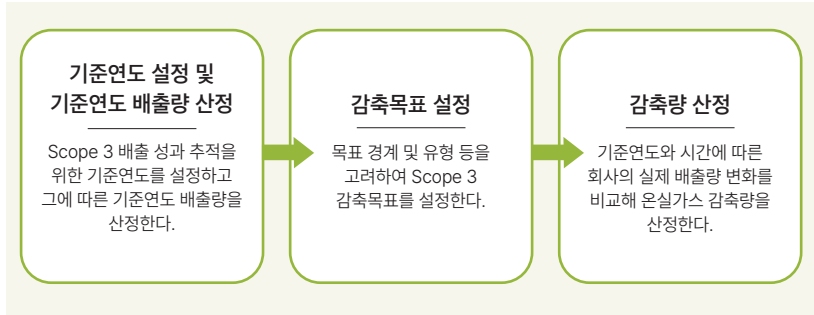 기준연도 설정 및
기준연도 배출량 산정
Scope 3 배출 성과 추적을
위한 기준연도를 설정하고
그에 따른 기준연도 배출량을
산정한다.
감축목표 설정
목표 경계 및 유형 등을
고려하여 Scope 3
감축목표를 설정한다.
감축량 산정
기준연도와 시간에 따른
회사의 실제 배출량 변화를
비교해 온실가스 감축량을
산정한다.